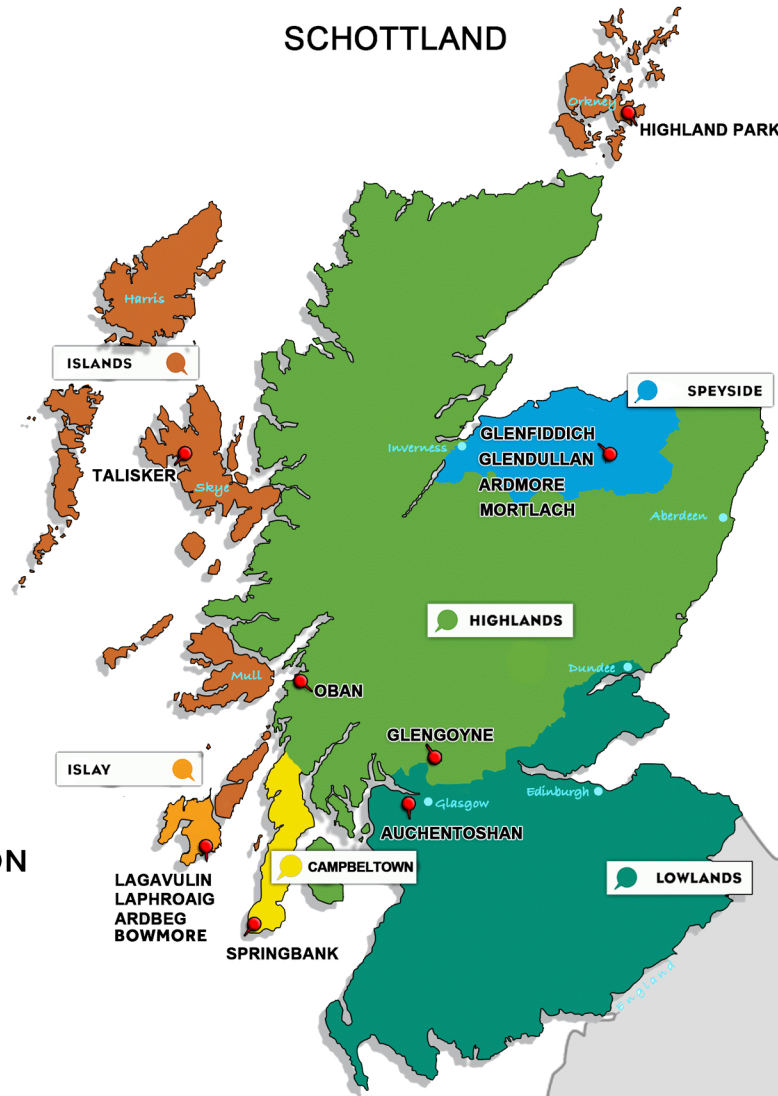 SCHOTTLAND
Orkney
HIGHLAND PARK
Harris
ISLANDS
SPEYSIDE
GLENFIDDICH
Inverness
GLENDULLAN
TALISKER
ARDMORE
Skye
MORTLACH
Aberdeen
HIGHLANDS
Dundee
Mull
OBAN
GLENGOYNE
ISLAY
Edinburgh
Glasgow
AUCHENTOSHAN
ON
CAMPBELTOWN
LAGAVULIN
LOWLANDS
LAPHROAIG
ARDBEG
BOWMORE
SPRINGBANK
England